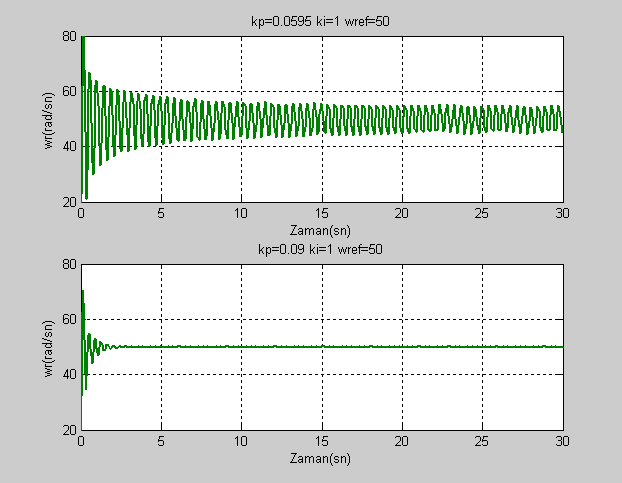 kp=0.0595 ki=1 wref=50
80
60
40
20
wr(rad/sn)
0 5 10 15 20 25 30
Zaman(sn)
kp=0.09 ki=1 wref=50
80
60
40
20
wr(rad/sn)
0 5 10 15 20 25 30
Zaman(sn)